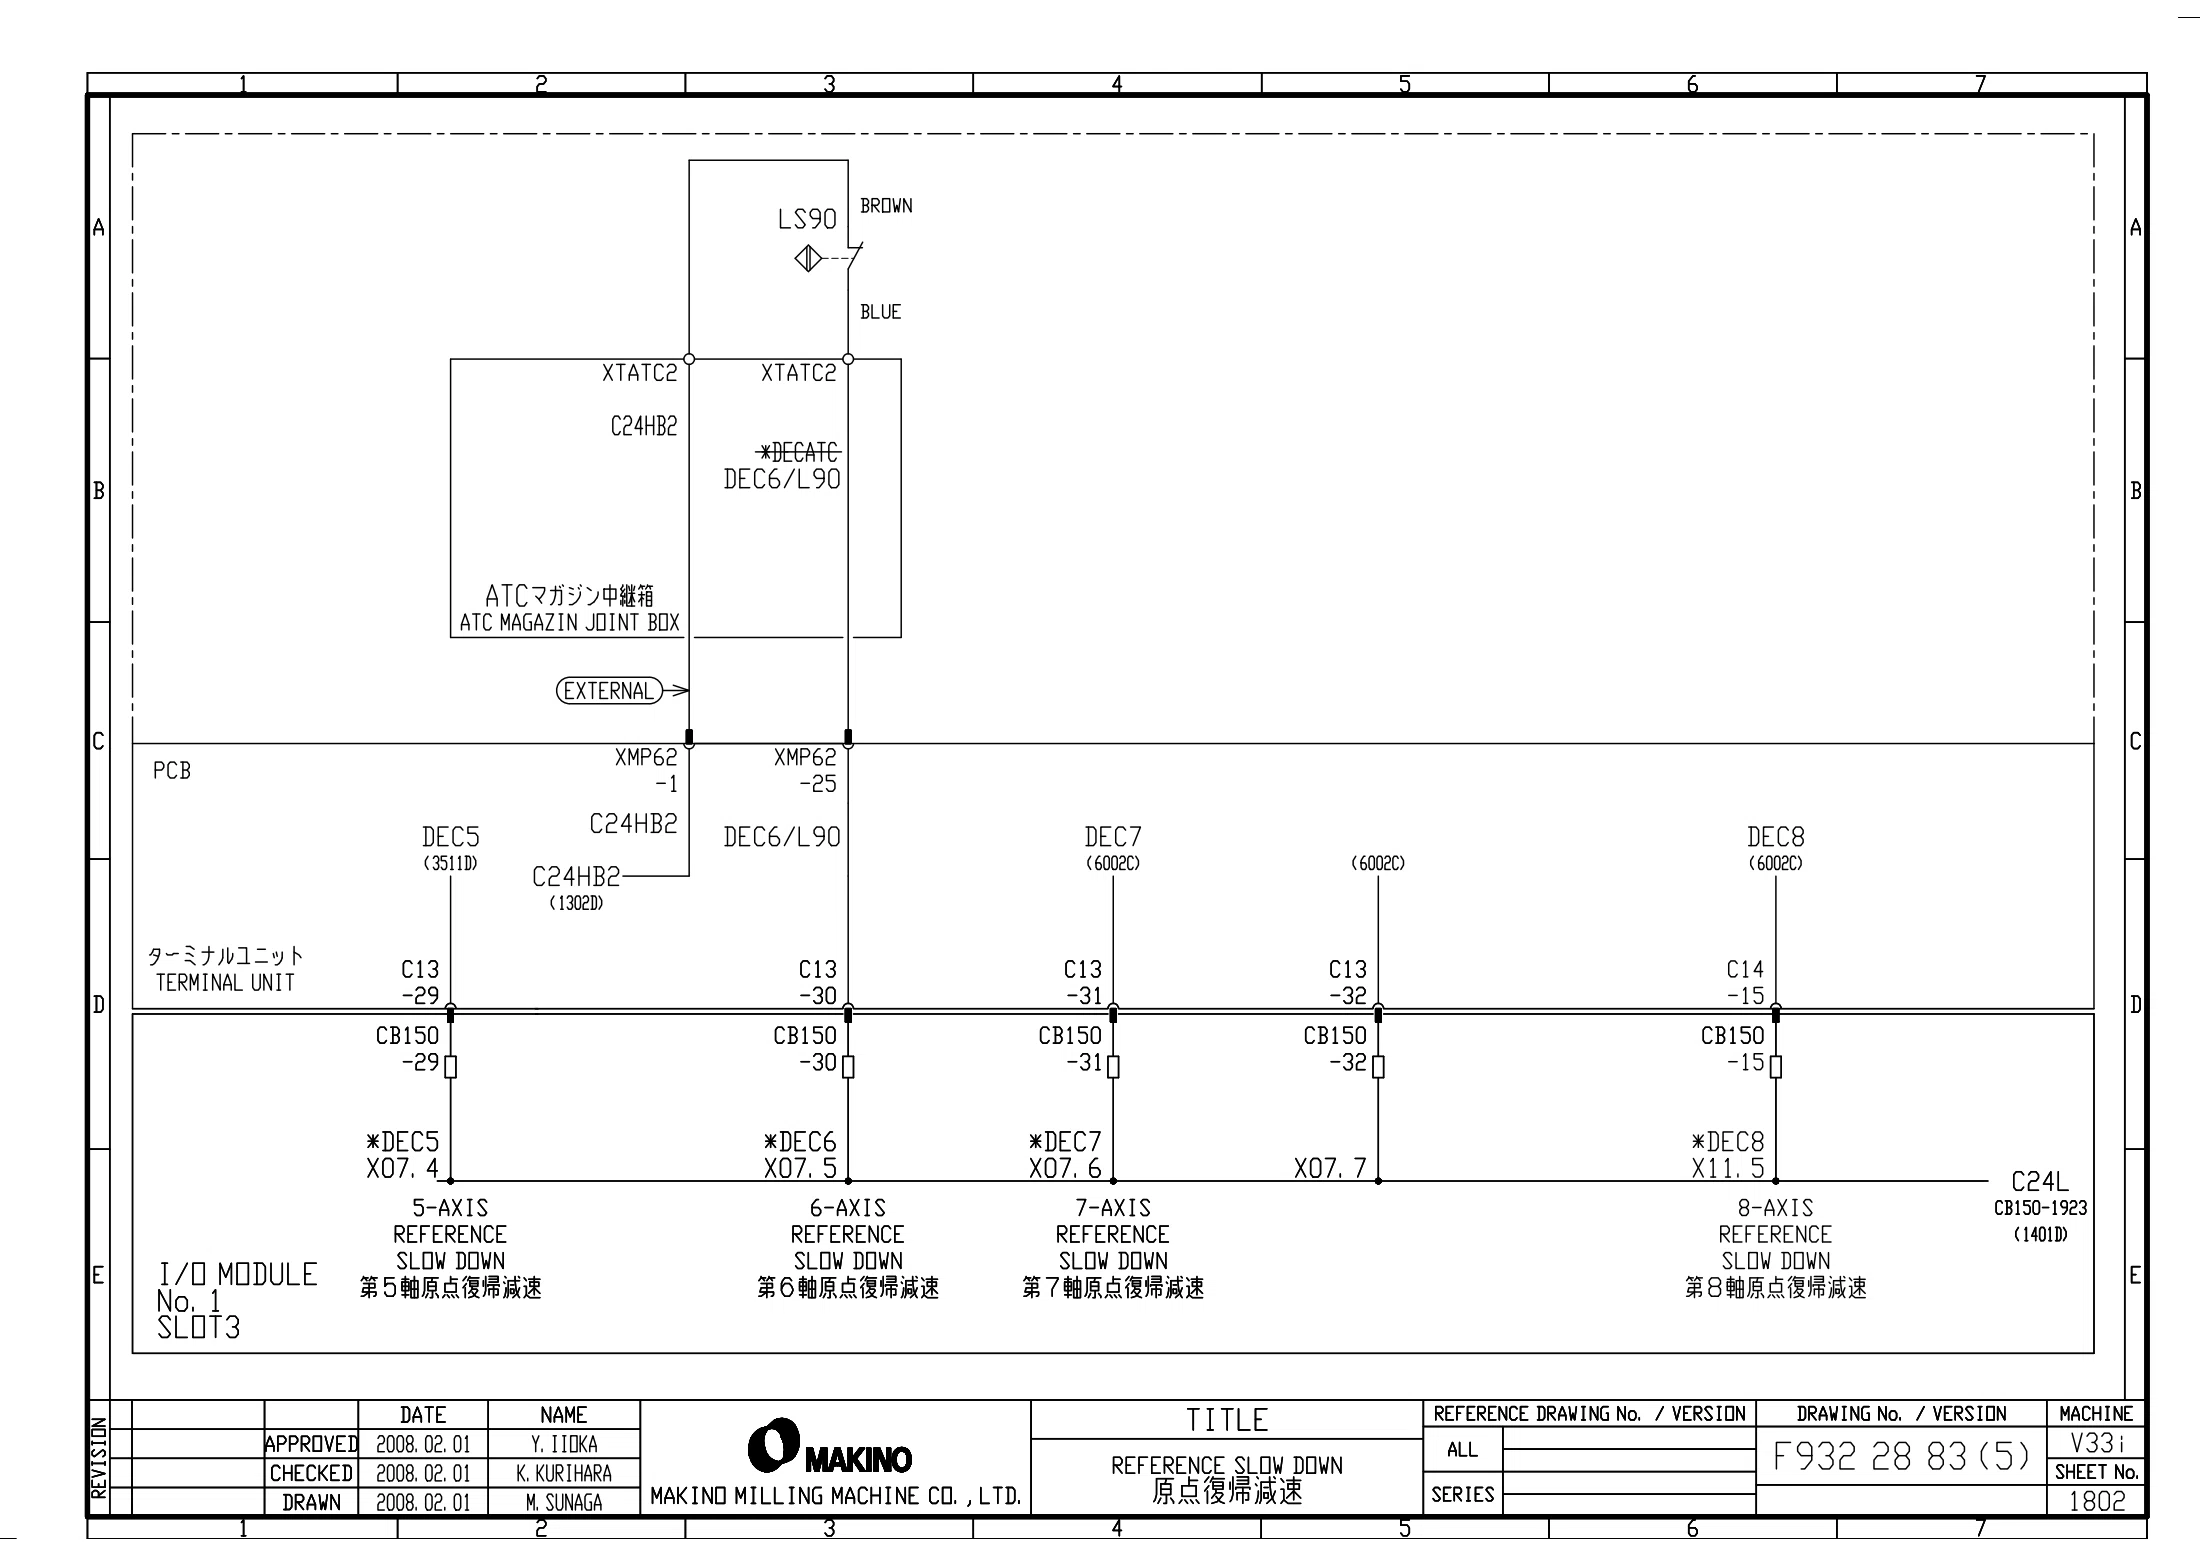 1 2 3 4 5 6 7
A
A
LS90
BROWN
BLUE
XTATC2
XTATC2
C24HB2
*DECATC
DEC6/L90
B
B
ATCマガジン中継箱
ATC MAGAZIN JOINT BOX
EXTERNAL
C
C
PCB
XMP62
-1
XMP62
-25
C24HB2
DEC6/L90
DEC5
(3511D)
C24HB2
(1302D)
DEC7
(6002C)
(6002C)
DEC8
(6002C)
ターミナルユニット
TERMINAL UNIT
C13
-29
C13
-30
C13
-31
C13
-32
C14
-15
D
D
CB150
-29
CB150
-30
CB150
-31
CB150
-32
CB150
-15
*DEC5
X07.4
*DEC6
X07.5
*DEC7
X07.6
X07.7
*DEC8
X11.5
C24L
CB150-1923
(1401D)
5-AXIS
REFERENCE
SLOW DOWN
第5軸原点復帰減速
6-AXIS
REFERENCE
SLOW DOWN
第6軸原点復帰減速
7-AXIS
REFERENCE
SLOW DOWN
第7軸原点復帰減速
8-AXIS
REFERENCE
SLOW DOWN
第8軸原点復帰減速
E
E
I/O MODULE
No.1
SLOT3
REVISION
DATE NAME
APPROVED 2008.02.01 Y.IIOKA
CHECKED 2008.02.01 K.KURIHARA
DRAWN 2008.02.01 M.SUNAGA
MAKINO
MAKINO MILLING MACHINE CO.,LTD.
TITLE
REFERENCE SLOW DOWN
原点復帰減速
REFERENCE DRAWING No. / VERSION
ALL
SERIES
DRAWING No. / VERSION
F932 28 83(5)
MACHINE
V33i
SHEET No.
1802
1 2 3 4 5 6 7